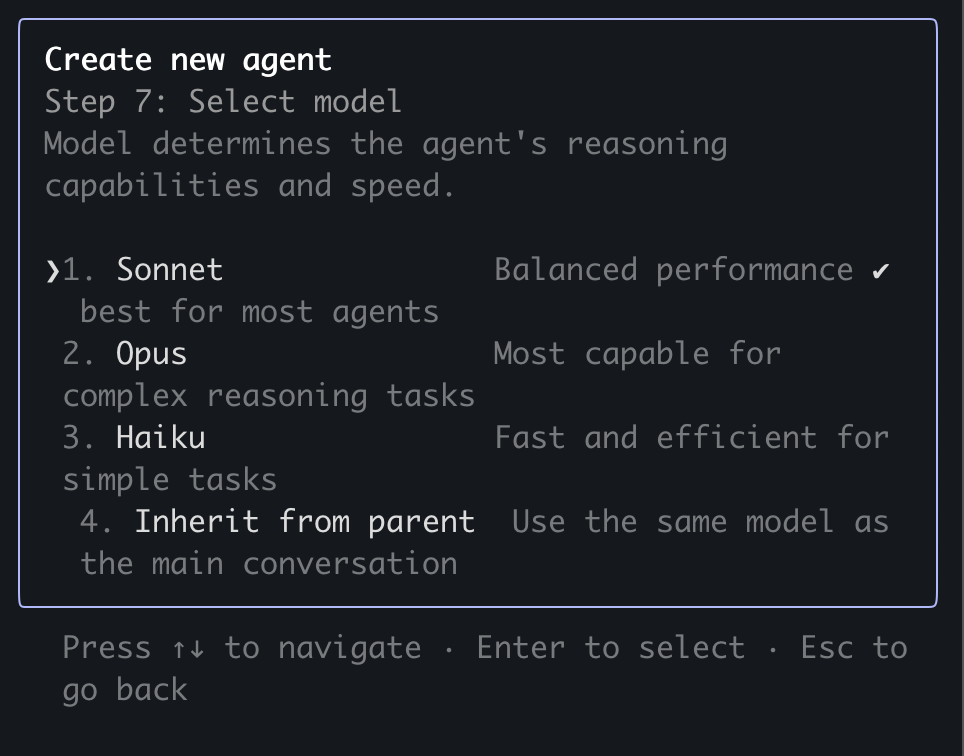 Create new agent
Step 7: Select model
Model determines the agent's reasoning
capabilities and speed.
❯1. Sonnet Balanced performance ✔
best for most agents
2. Opus Most capable for
complex reasoning tasks
3. Haiku Fast and efficient for
simple tasks
4. Inherit from parent Use the same model as
the main conversation
Press ↑↓ to navigate · Enter to select · Esc to
go back